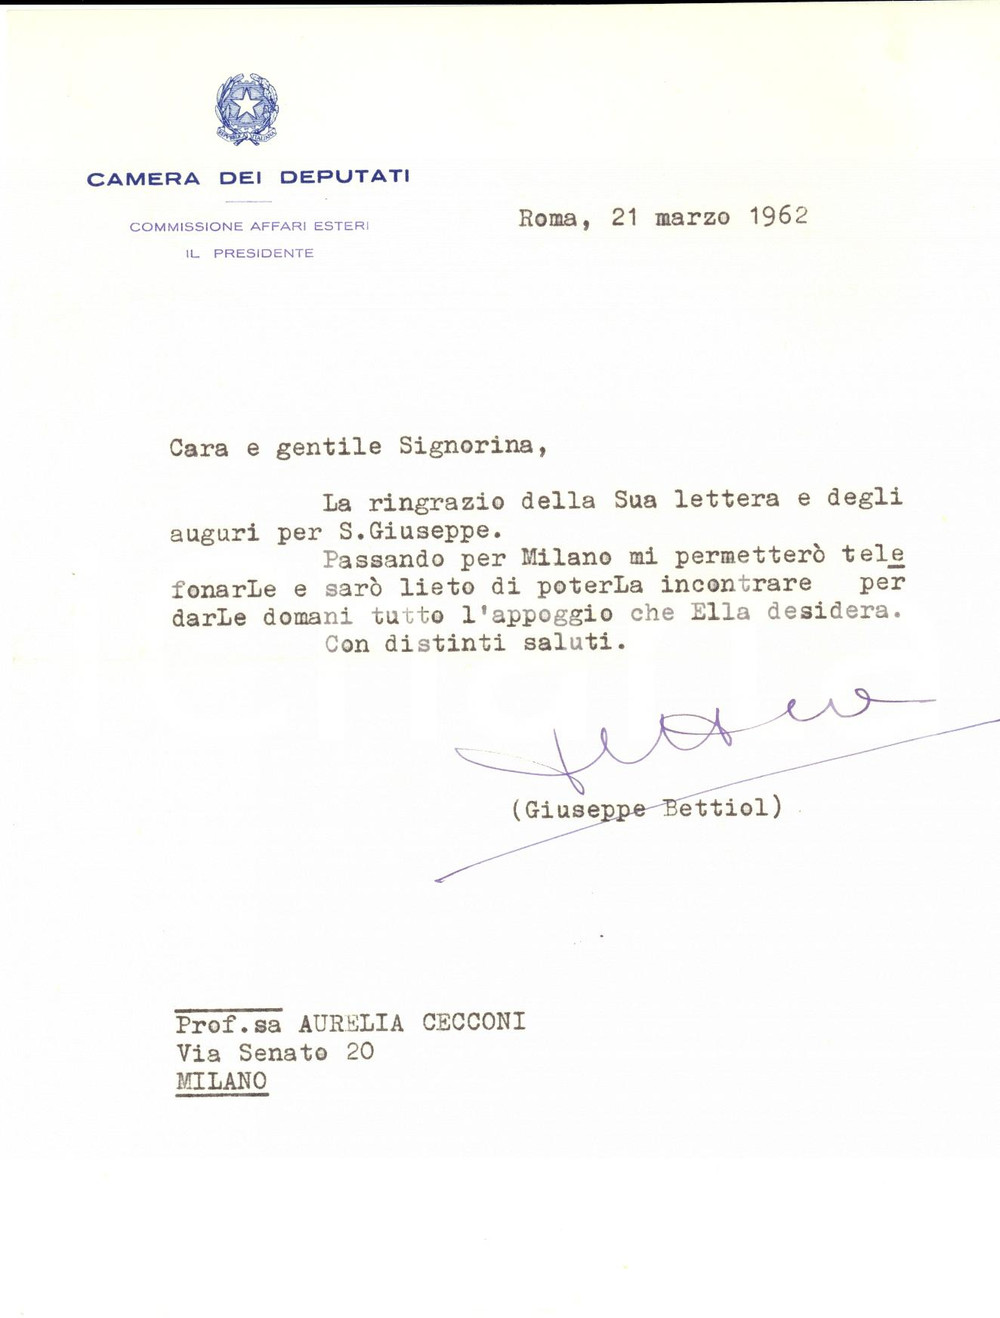 REPVBBLICA ITALIANA
CAMERA DEI DEPUTATI
COMMISSIONE AFFARI ESTERI
IL PRESIDENTE
Roma, 21 marzo 1962
Cara e gentile Signorina,
La ringrazio della Sua lettera e degli
auguri per S.Giuseppe.
Passando per Milano mi permetterò tele
fonarLe e sarò lieto di poterLa incontrare per
darLe domani tutto l'appoggio che Ella desidera.
Con distinti saluti.
(Giuseppe Bettiol)
Prof.sa AURELIA CECCONI
Via Senato 20
MILANO